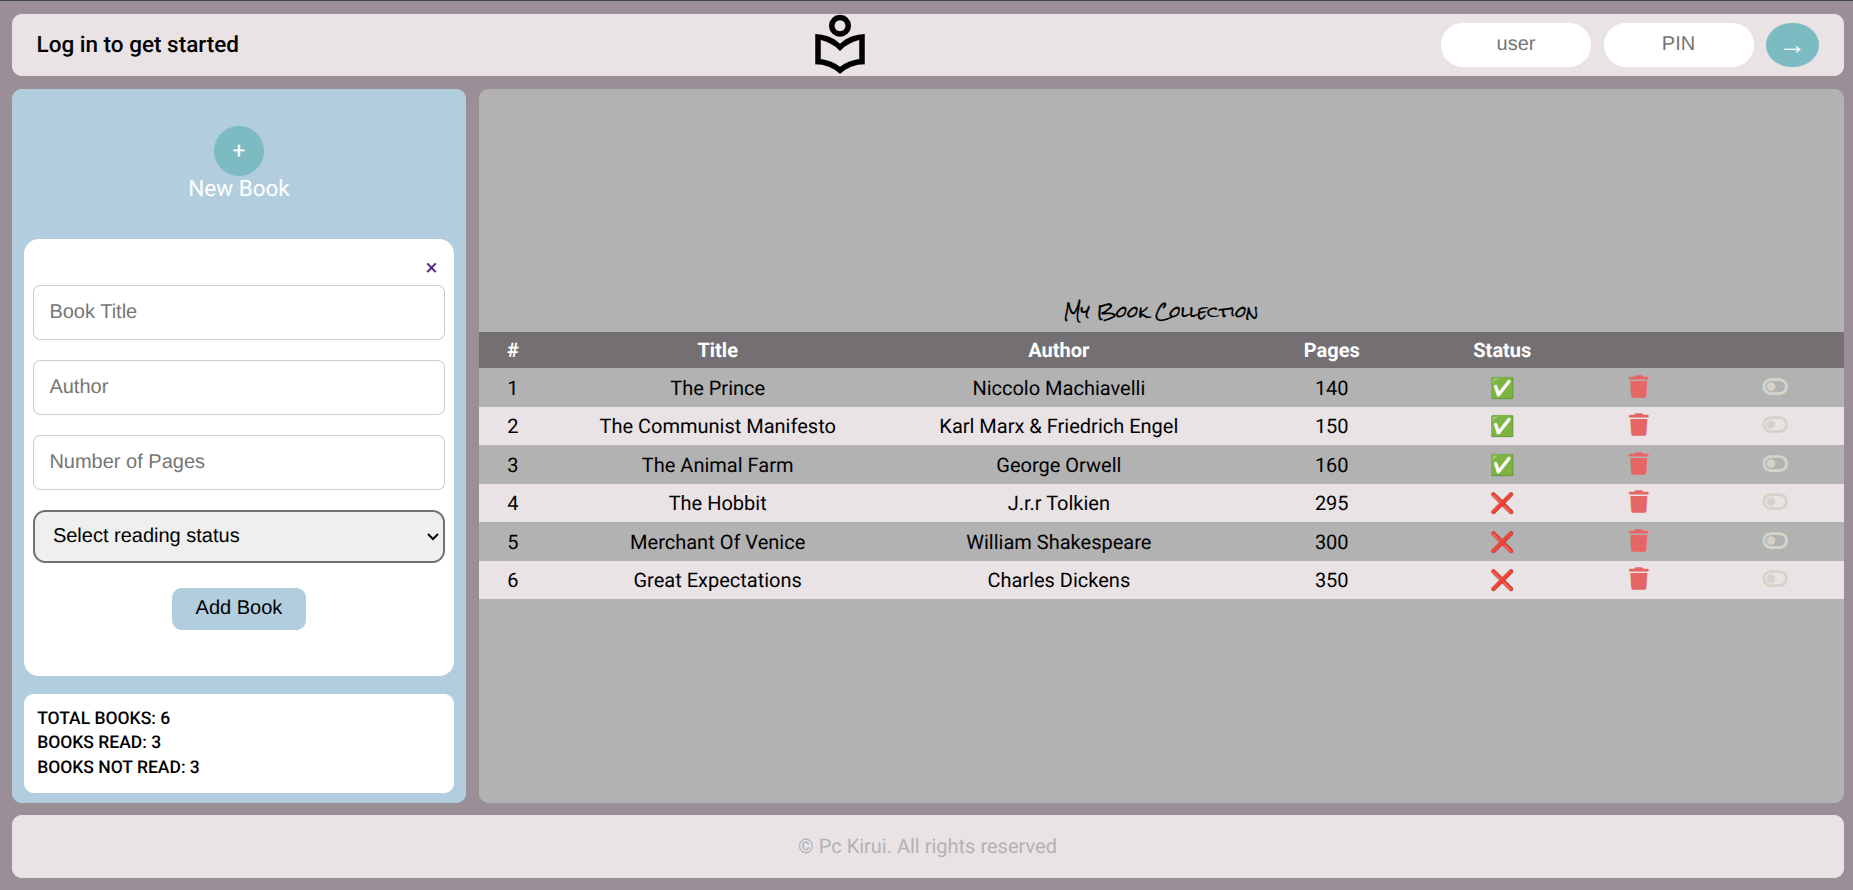 Log in to get started
user PIN →
+
New Book
×
Book Title
Author
Number of Pages
Select reading status
Add Book
TOTAL BOOKS: 6
BOOKS READ: 3
BOOKS NOT READ: 3
My Book Collection
# Title Author Pages Status
1 The Prince Niccolo Machiavelli 140 ✅
2 The Communist Manifesto Karl Marx & Friedrich Engel 150 ✅
3 The Animal Farm George Orwell 160 ✅
4 The Hobbit J.r.r Tolkien 295 ❌
5 Merchant Of Venice William Shakespeare 300 ❌
6 Great Expectations Charles Dickens 350 ❌
© Pc Kirui. All rights reserved